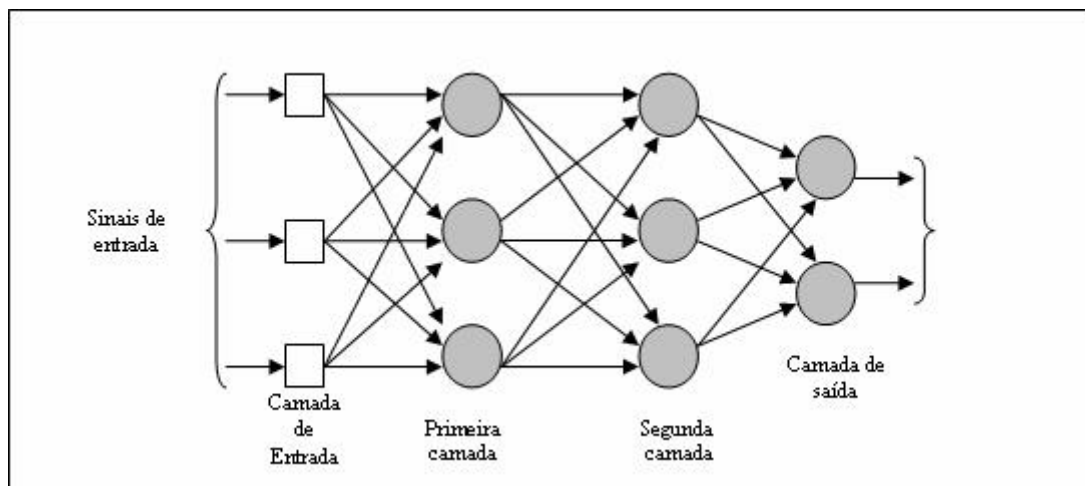 Sinais de
entrada
Camada
de
Entrada
Primeira
camada
Segunda
camada
Camada de
saída